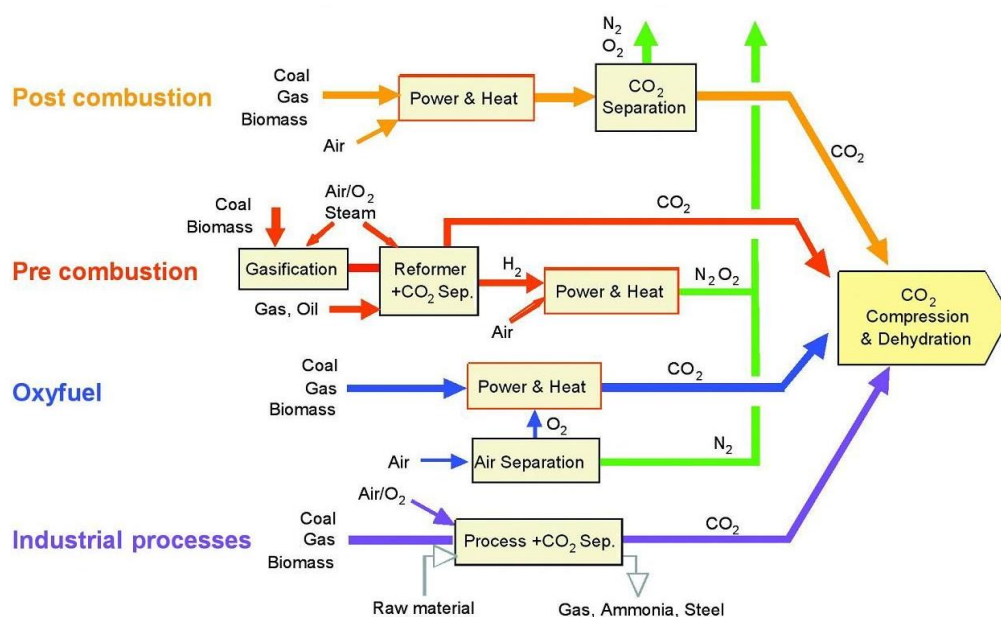 N₂
O₂
Coal
Gas
Biomass
Post combustion
Power & Heat
CO₂
Separation
Air
CO₂
Coal
Biomass
Air/O₂
Steam
CO₂
Pre combustion
Gasification
Reformer
+CO₂ Sep.
H₂
Power & Heat
N₂ O₂
Gas, Oil
Air
CO₂
Compression
& Dehydration
Oxyfuel
Coal
Gas
Biomass
Power & Heat
CO₂
O₂
Air
Air Separation
N₂
Industrial processes
Air/O₂
Coal
Gas
Biomass
Process +CO₂ Sep.
CO₂
Raw material
Gas, Ammonia, Steel